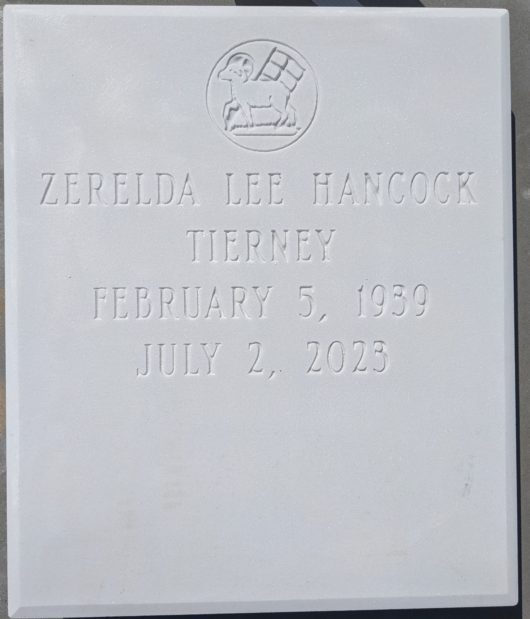 ZERELDA LEE HANCOCK
TIERNEY
FEBRUARY 5, 1939
JULY 2, 2023